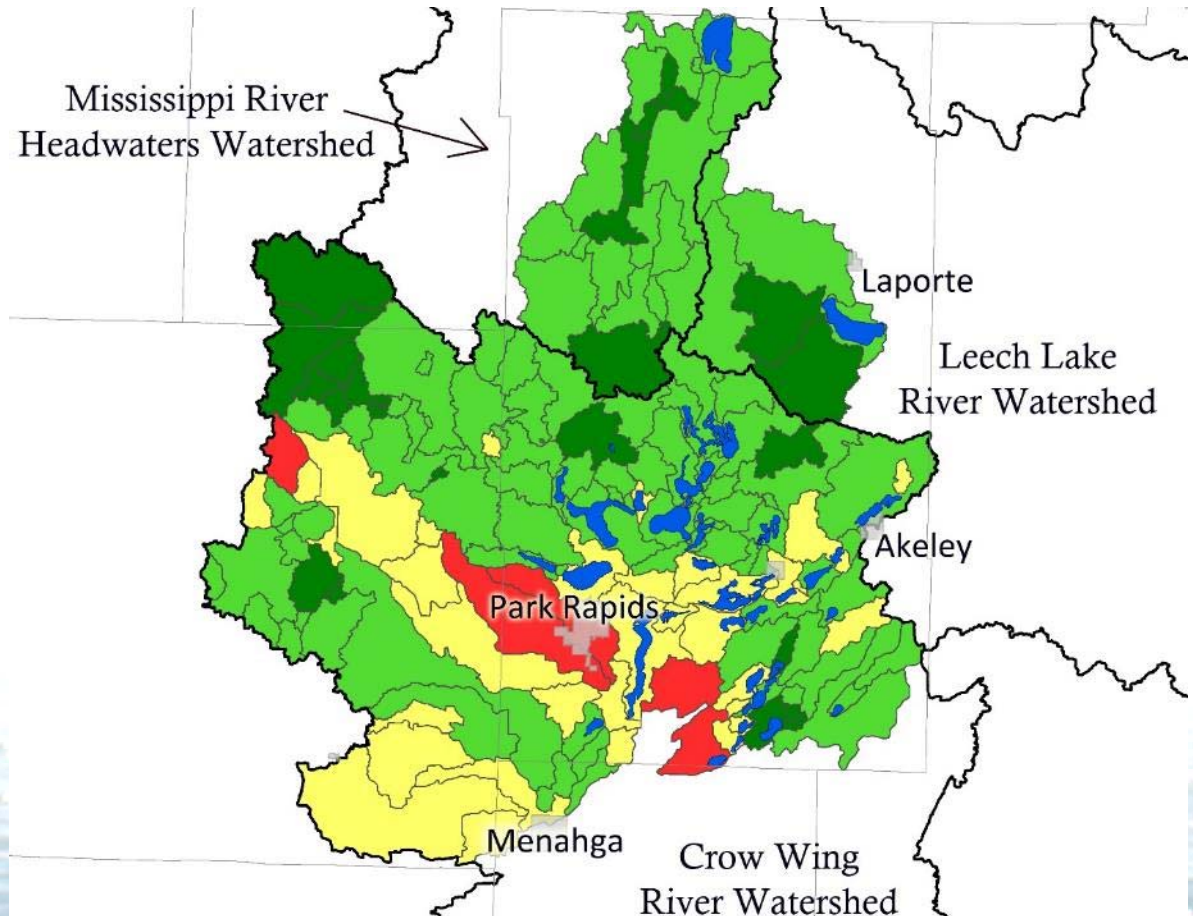 Mississippi River
Headwaters Watershed
Laporte
Leech Lake
River Watershed
Akeley
Park Rapids
Menahga
Crow Wing
River Watershed